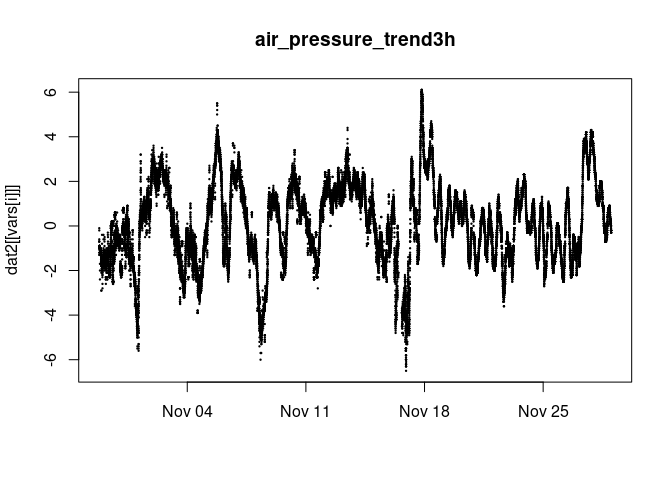 air_pressure_trend3h
dat2[[vars[i]]]
6
4
2
0
-2
-4
-6
Nov 04
Nov 11
Nov 18
Nov 25